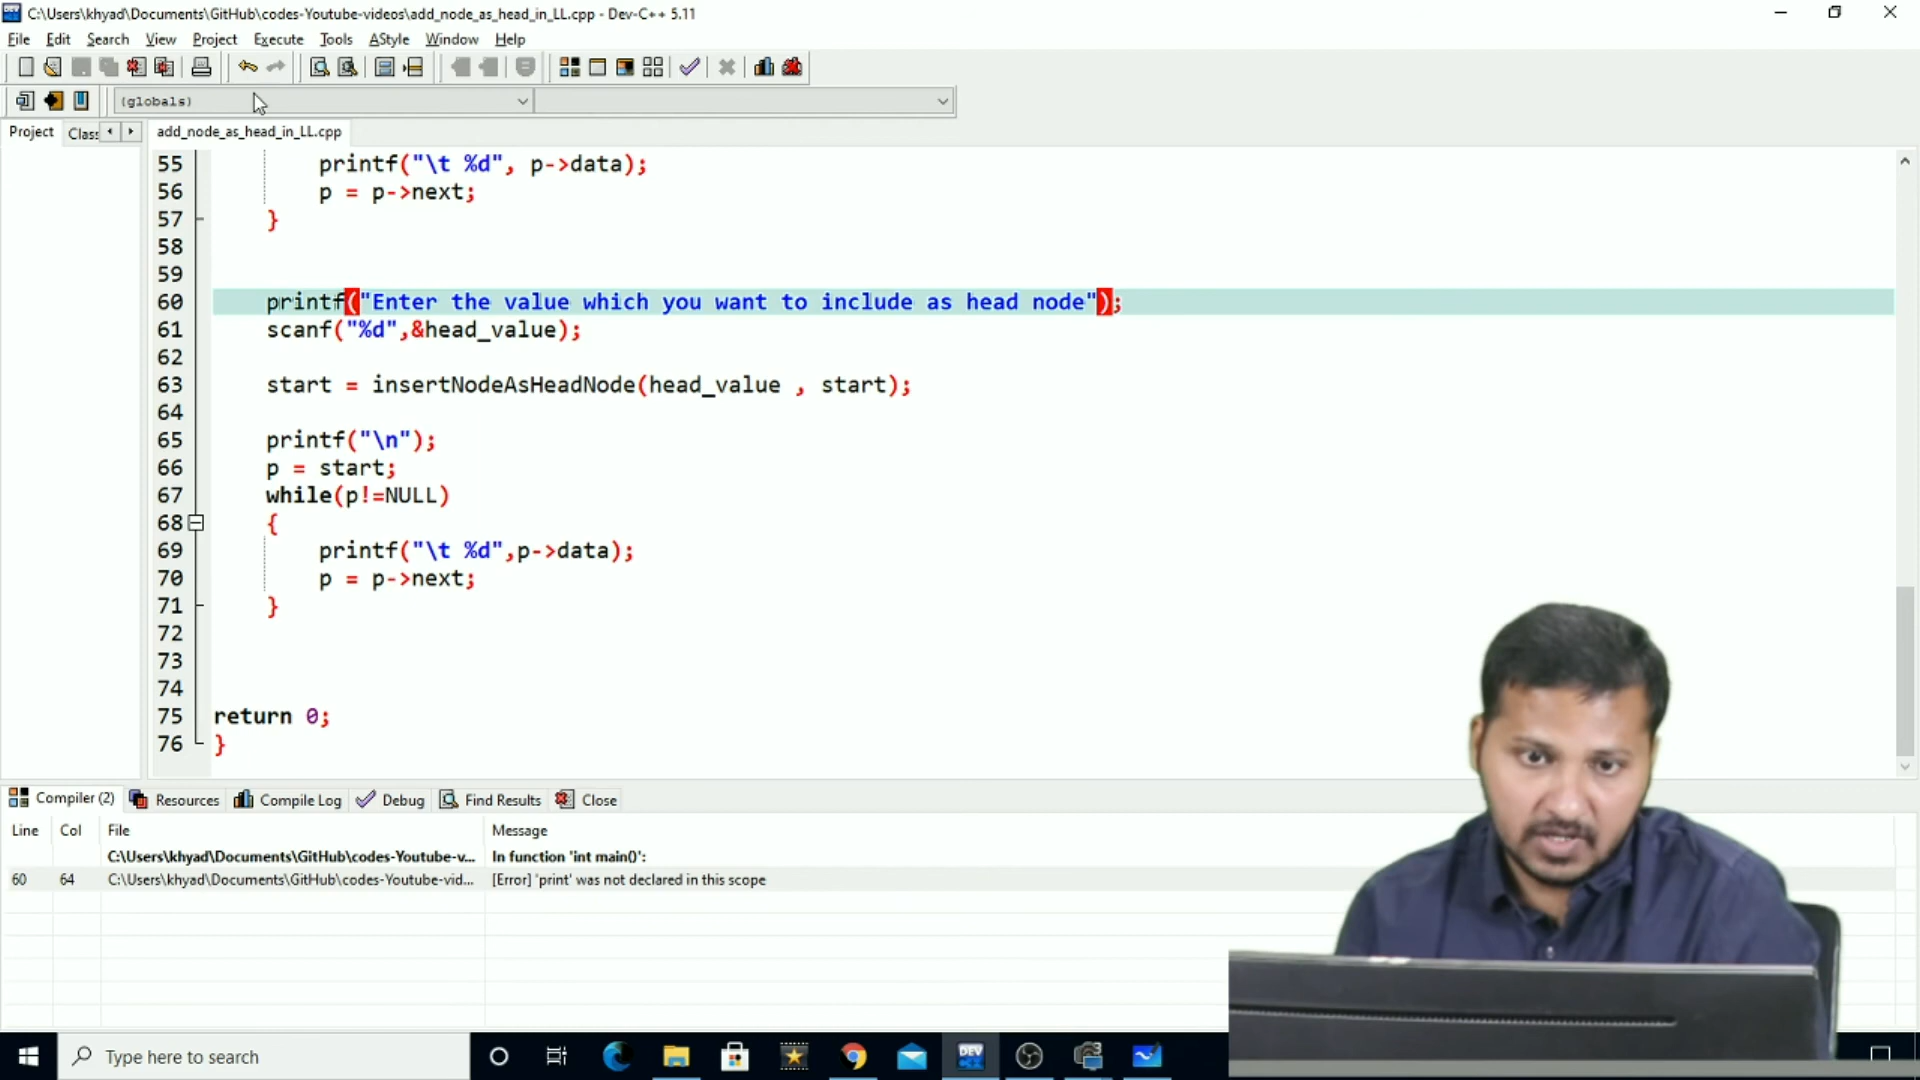 C:\Users\khyad\Documents\GitHub\codes-Youtube-videos\add_node_as_head_in_LL.cpp - Dev-C++ 5.11
File Edit Search View Project Execute Tools AStyle Window Help
(globals)
Project Class add_node_as_head_in_LL.cpp
55 printf("\t %d", p->data);
56 p = p->next;
57 }
58
59
60 printf("Enter the value which you want to include as head node");
61 scanf("%d",&head_value);
62
63 start = insertNodeAsHeadNode(head_value , start);
64
65 printf("\n");
66 p = start;
67 while(p!=NULL)
68 {
69 printf("\t %d",p->data);
70 p = p->next;
71 }
72
73
74
75 return 0;
76 }
Compiler (2) Resources Compile Log Debug Find Results Close
Line Col File Message
C:\Users\khyad\Documents\GitHub\codes-Youtube-v... In function 'int main()':
60 64 C:\Users\khyad\Documents\GitHub\codes-Youtube-vid... [Error] 'print' was not declared in this scope
Type here to search
DEV